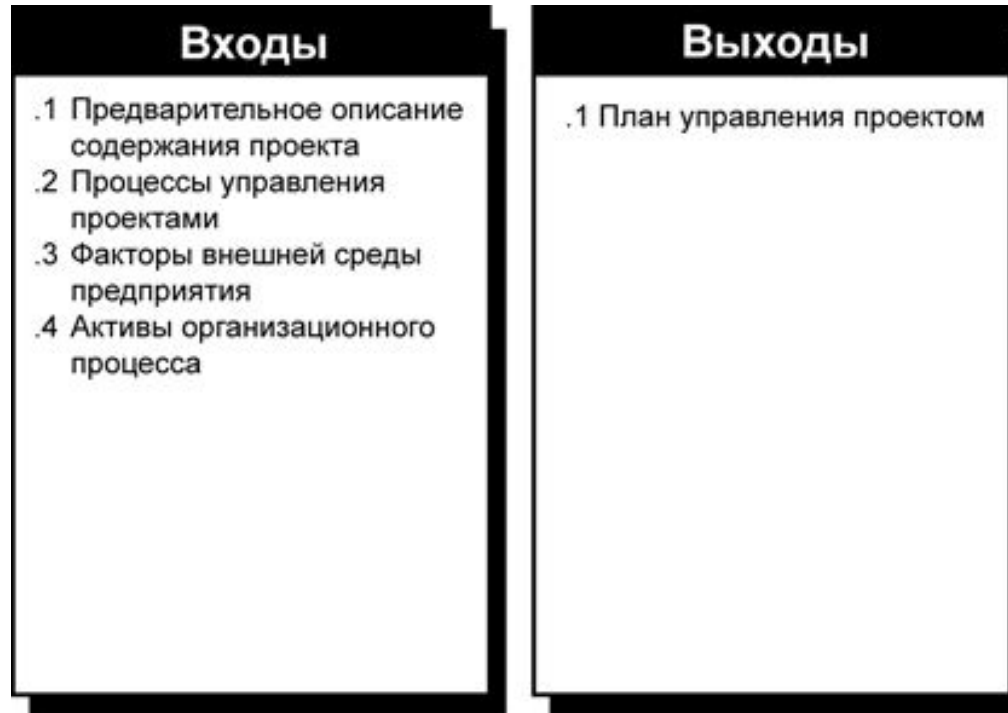 Входы
.1 Предварительное описание
содержания проекта
.2 Процессы управления
проектами
.3 Факторы внешней среды
предприятия
.4 Активы организационного
процесса
Выходы
.1 План управления проектом